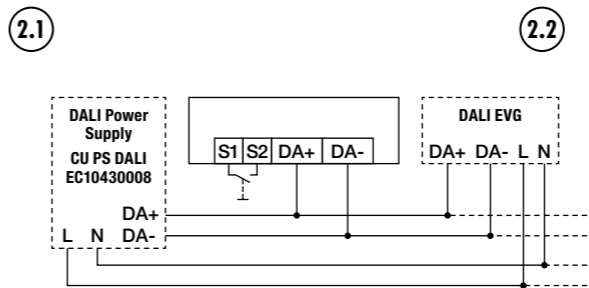 2.1
2.2
DALI Power
Supply
CU PS DALI
EC10430008
DA+
L N DA-
S1 S2 DA+ DA-
DALI EVG
DA+ DA- L N